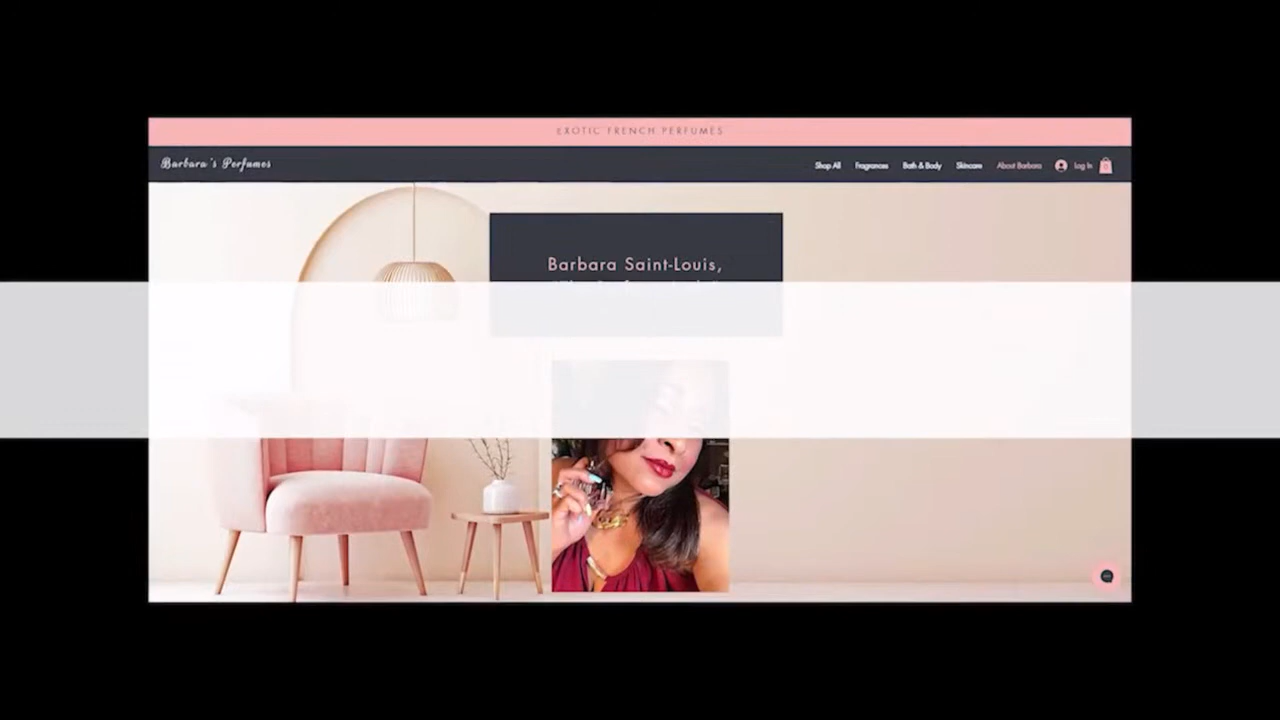 EXOTIC FRENCH PERFUMES
Barbara's Perfumes
Shop All Fragrances Bath & Body Skincare About Barbara Log In
Barbara Saint-Louis,